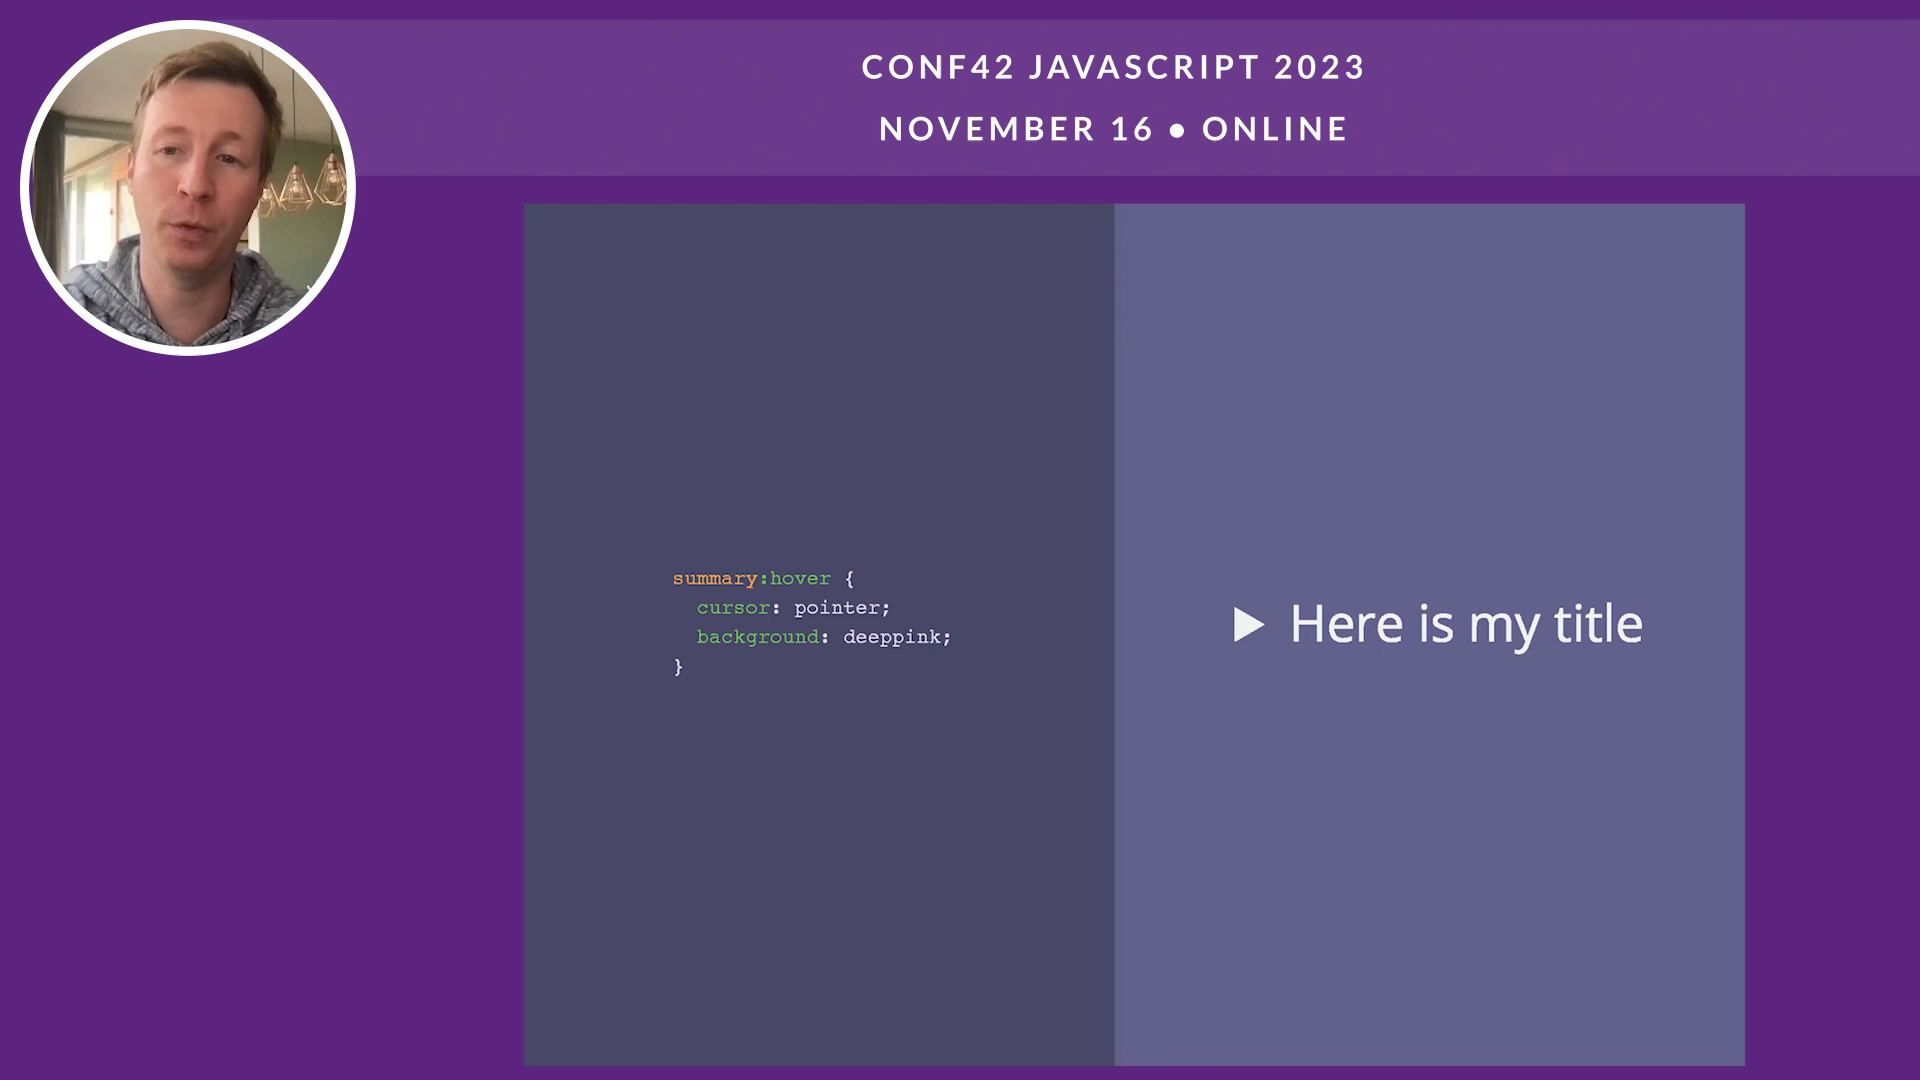 CONF42 JAVASCRIPT 2023
NOVEMBER 16 • ONLINE
summary:hover {
  cursor: pointer;
  background: deeppink;
}
▶ Here is my title